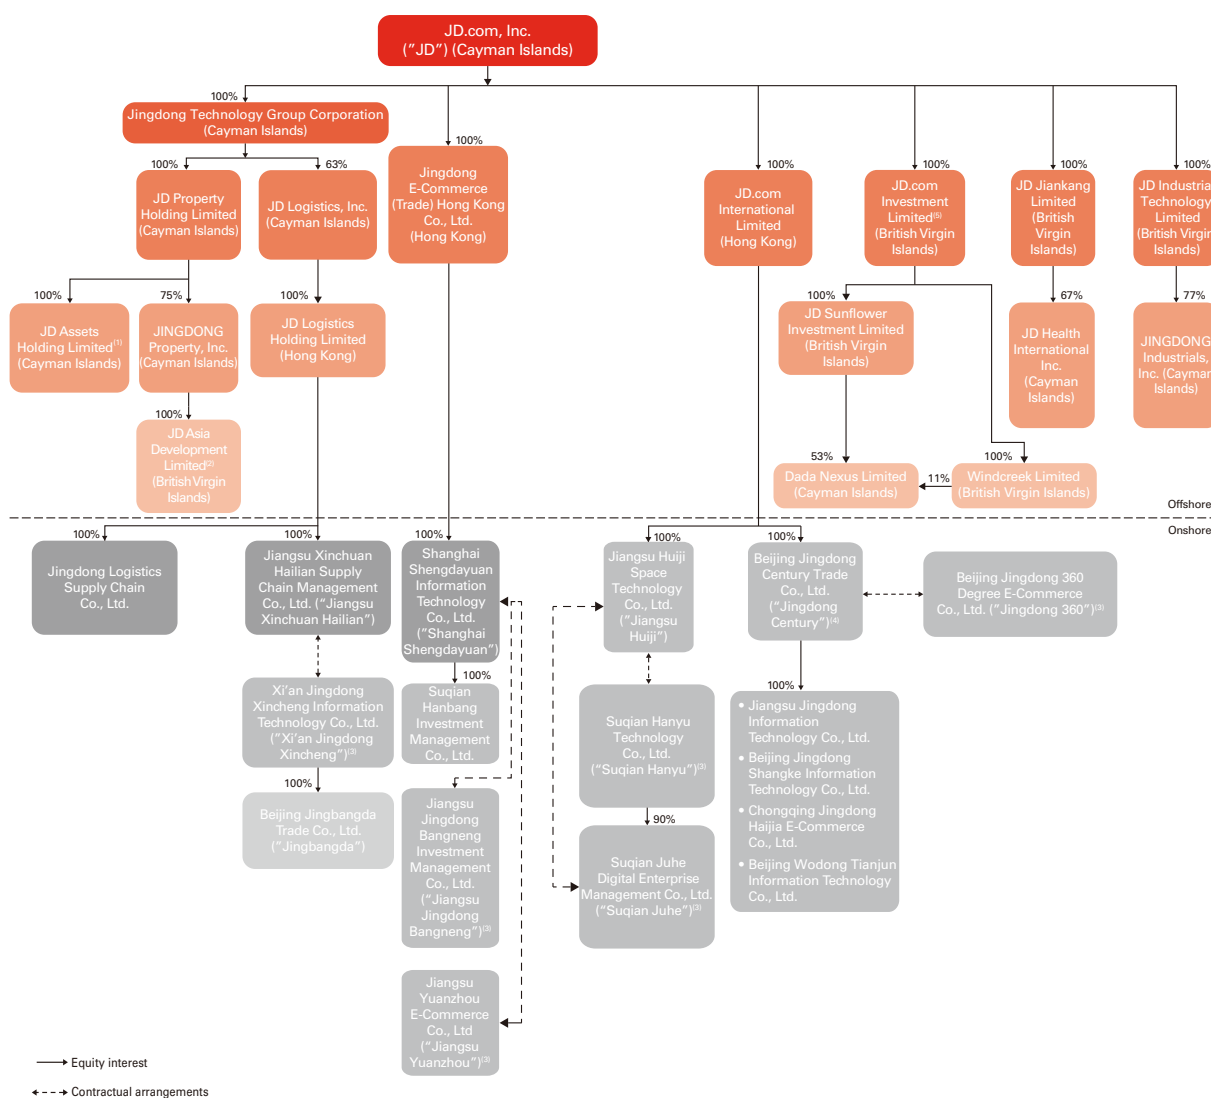 JD.com, Inc.
("JD") (Cayman Islands)
100%
Jingdong Technology Group Corporation
(Cayman Islands)
100%
JD Property
Holding Limited
(Cayman Islands)
63%
JD Logistics, Inc.
(Cayman Islands)
100%
Jingdong
E-Commerce
(Trade) Hong Kong
Co., Ltd.
(Hong Kong)
100%
JD.com
International
Limited
(Hong Kong)
100%
JD.com
Investment
Limited(5)
(British Virgin
Islands)
100%
JD Jiankang
Limited
(British
Virgin
Islands)
100%
JD Industrial
Technology
Limited
(British Virgin
Islands)
100%
JD Assets
Holding Limited(1)
(Cayman Islands)
75%
JINGDONG
Property, Inc.
(Cayman Islands)
100%
JD Logistics
Holding Limited
(Hong Kong)
100%
JD Sunflower
Investment Limited
(British Virgin
Islands)
67%
JD Health
International
Inc.
(Cayman
Islands)
77%
JINGDONG
Industrials,
Inc. (Cayman
Islands)
100%
JD Asia
Development
Limited(2)
(British Virgin
Islands)
53%
Dada Nexus Limited
(Cayman Islands)
11%
100%
Windcreek Limited
(British Virgin Islands)
Offshore
Onshore
100%
Jingdong Logistics
Supply Chain
Co., Ltd.
100%
Jiangsu Xinchuan
Hailian Supply
Chain Management
Co., Ltd. ("Jiangsu
Xinchuan Hailian")
100%
Shanghai
Shengdayuan
Information
Technology
Co., Ltd.
("Shanghai
Shengdayuan")
100%
Jiangsu Huiji
Space
Technology
Co., Ltd.
("Jiangsu
Huiji")
100%
Beijing Jingdong
Century Trade
Co., Ltd.
("Jingdong
Century")(4)
Beijing Jingdong 360
Degree E-Commerce
Co., Ltd. ("Jingdong 360")(3)
Xi'an Jingdong
Xincheng Information
Technology Co., Ltd.
("Xi'an Jingdong
Xincheng")(3)
100%
Suqian
Hanbang
Investment
Management
Co., Ltd.
Suqian Hanyu
Technology
Co., Ltd.
("Suqian Hanyu")(3)
100%
• Jiangsu Jingdong
Information
Technology Co., Ltd.
• Beijing Jingdong
Shangke Information
Technology Co., Ltd.
• Chongqing Jingdong
Haijia E-Commerce
Co., Ltd.
• Beijing Wodong Tianjun
Information Technology
Co., Ltd.
100%
Beijing Jingbangda
Trade Co., Ltd.
("Jingbangda")
Jiangsu
Jingdong
Bangneng
Investment
Management
Co., Ltd.
("Jiangsu
Jingdong
Bangneng")(3)
90%
Suqian Juhe
Digital Enterprise
Management Co., Ltd.
("Suqian Juhe")(3)
Jiangsu
Yuanzhou
E-Commerce
Co., Ltd
("Jiangsu
Yuanzhou")(3)
Equity interest
Contractual arrangements